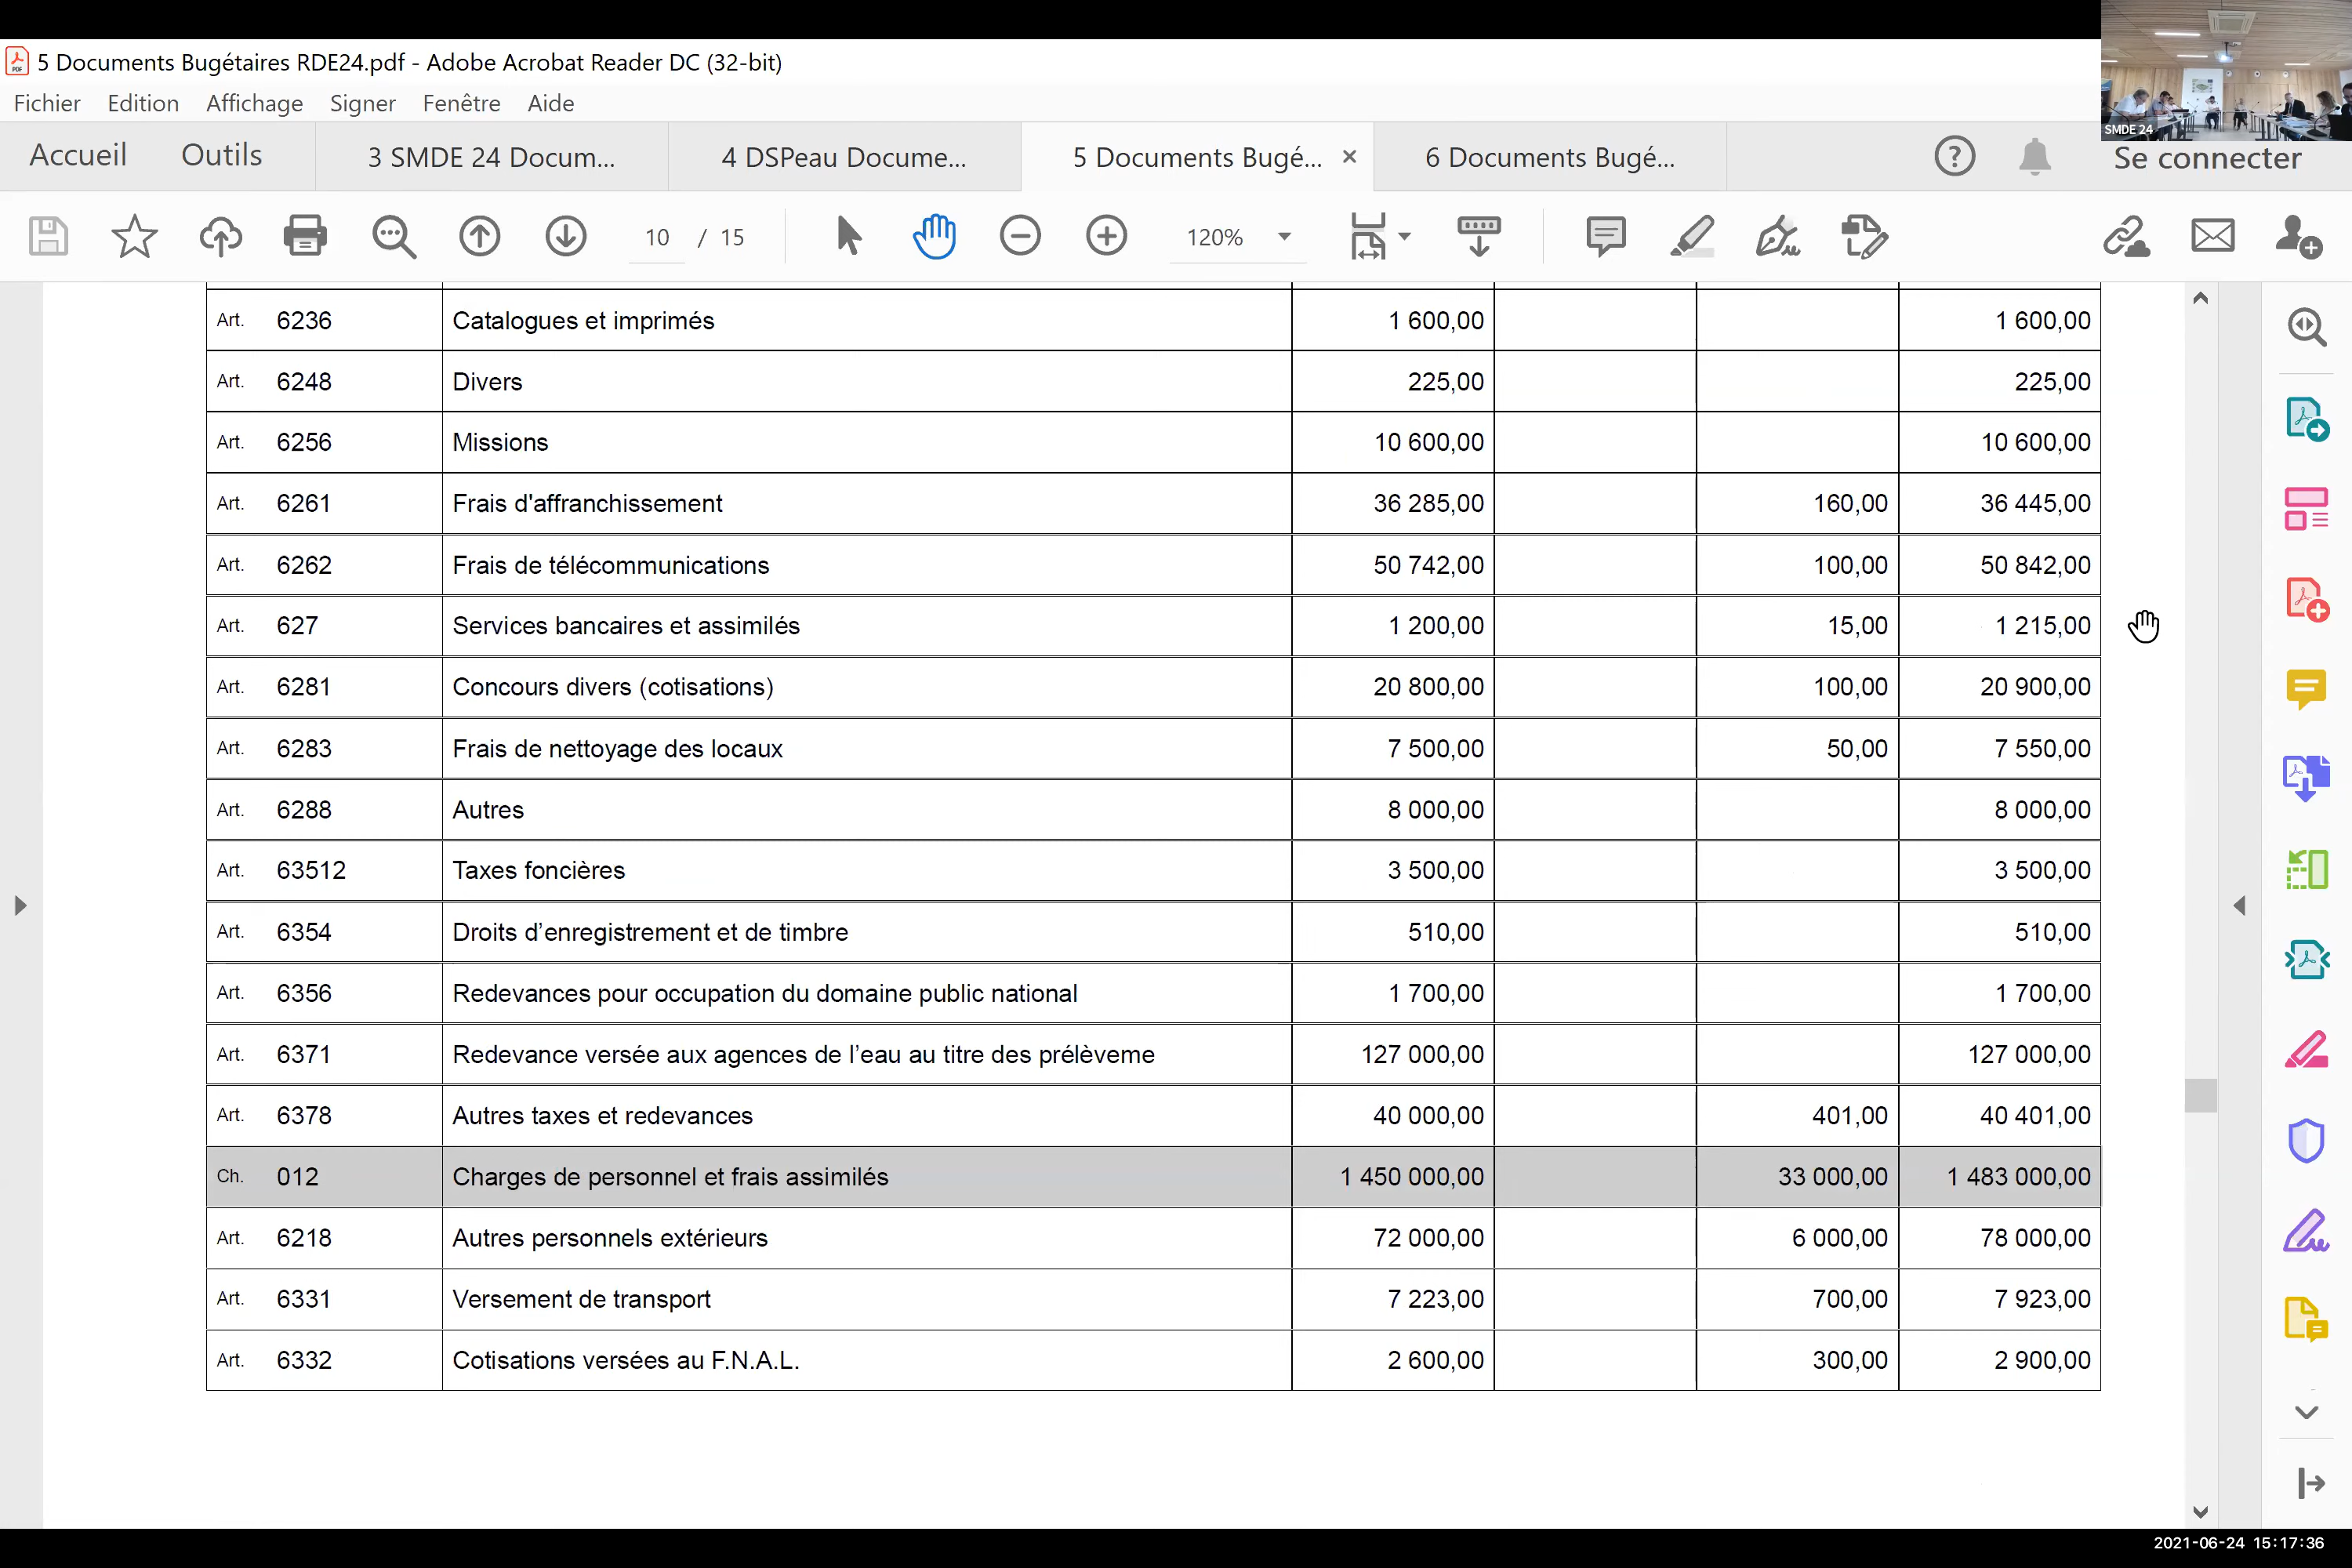 5 Documents Bugétaires RDE24.pdf - Adobe Acrobat Reader DC (32-bit)
Fichier Edition Affichage Signer Fenêtre Aide
SMDE 24
Accueil Outils 3 SMDE 24 Docum... 4 DSPeau Docume... 5 Documents Bugé... × 6 Documents Bugé... Se connecter
10 / 15 120%
Art. 6236 Catalogues et imprimés 1 600,00 1 600,00
Art. 6248 Divers 225,00 225,00
Art. 6256 Missions 10 600,00 10 600,00
Art. 6261 Frais d'affranchissement 36 285,00 160,00 36 445,00
Art. 6262 Frais de télécommunications 50 742,00 100,00 50 842,00
Art. 627 Services bancaires et assimilés 1 200,00 15,00 1 215,00
Art. 6281 Concours divers (cotisations) 20 800,00 100,00 20 900,00
Art. 6283 Frais de nettoyage des locaux 7 500,00 50,00 7 550,00
Art. 6288 Autres 8 000,00 8 000,00
Art. 63512 Taxes foncières 3 500,00 3 500,00
Art. 6354 Droits d’enregistrement et de timbre 510,00 510,00
Art. 6356 Redevances pour occupation du domaine public national 1 700,00 1 700,00
Art. 6371 Redevance versée aux agences de l’eau au titre des prélèveme 127 000,00 127 000,00
Art. 6378 Autres taxes et redevances 40 000,00 401,00 40 401,00
Ch. 012 Charges de personnel et frais assimilés 1 450 000,00 33 000,00 1 483 000,00
Art. 6218 Autres personnels extérieurs 72 000,00 6 000,00 78 000,00
Art. 6331 Versement de transport 7 223,00 700,00 7 923,00
Art. 6332 Cotisations versées au F.N.A.L. 2 600,00 300,00 2 900,00
2021-06-24 15:17:36